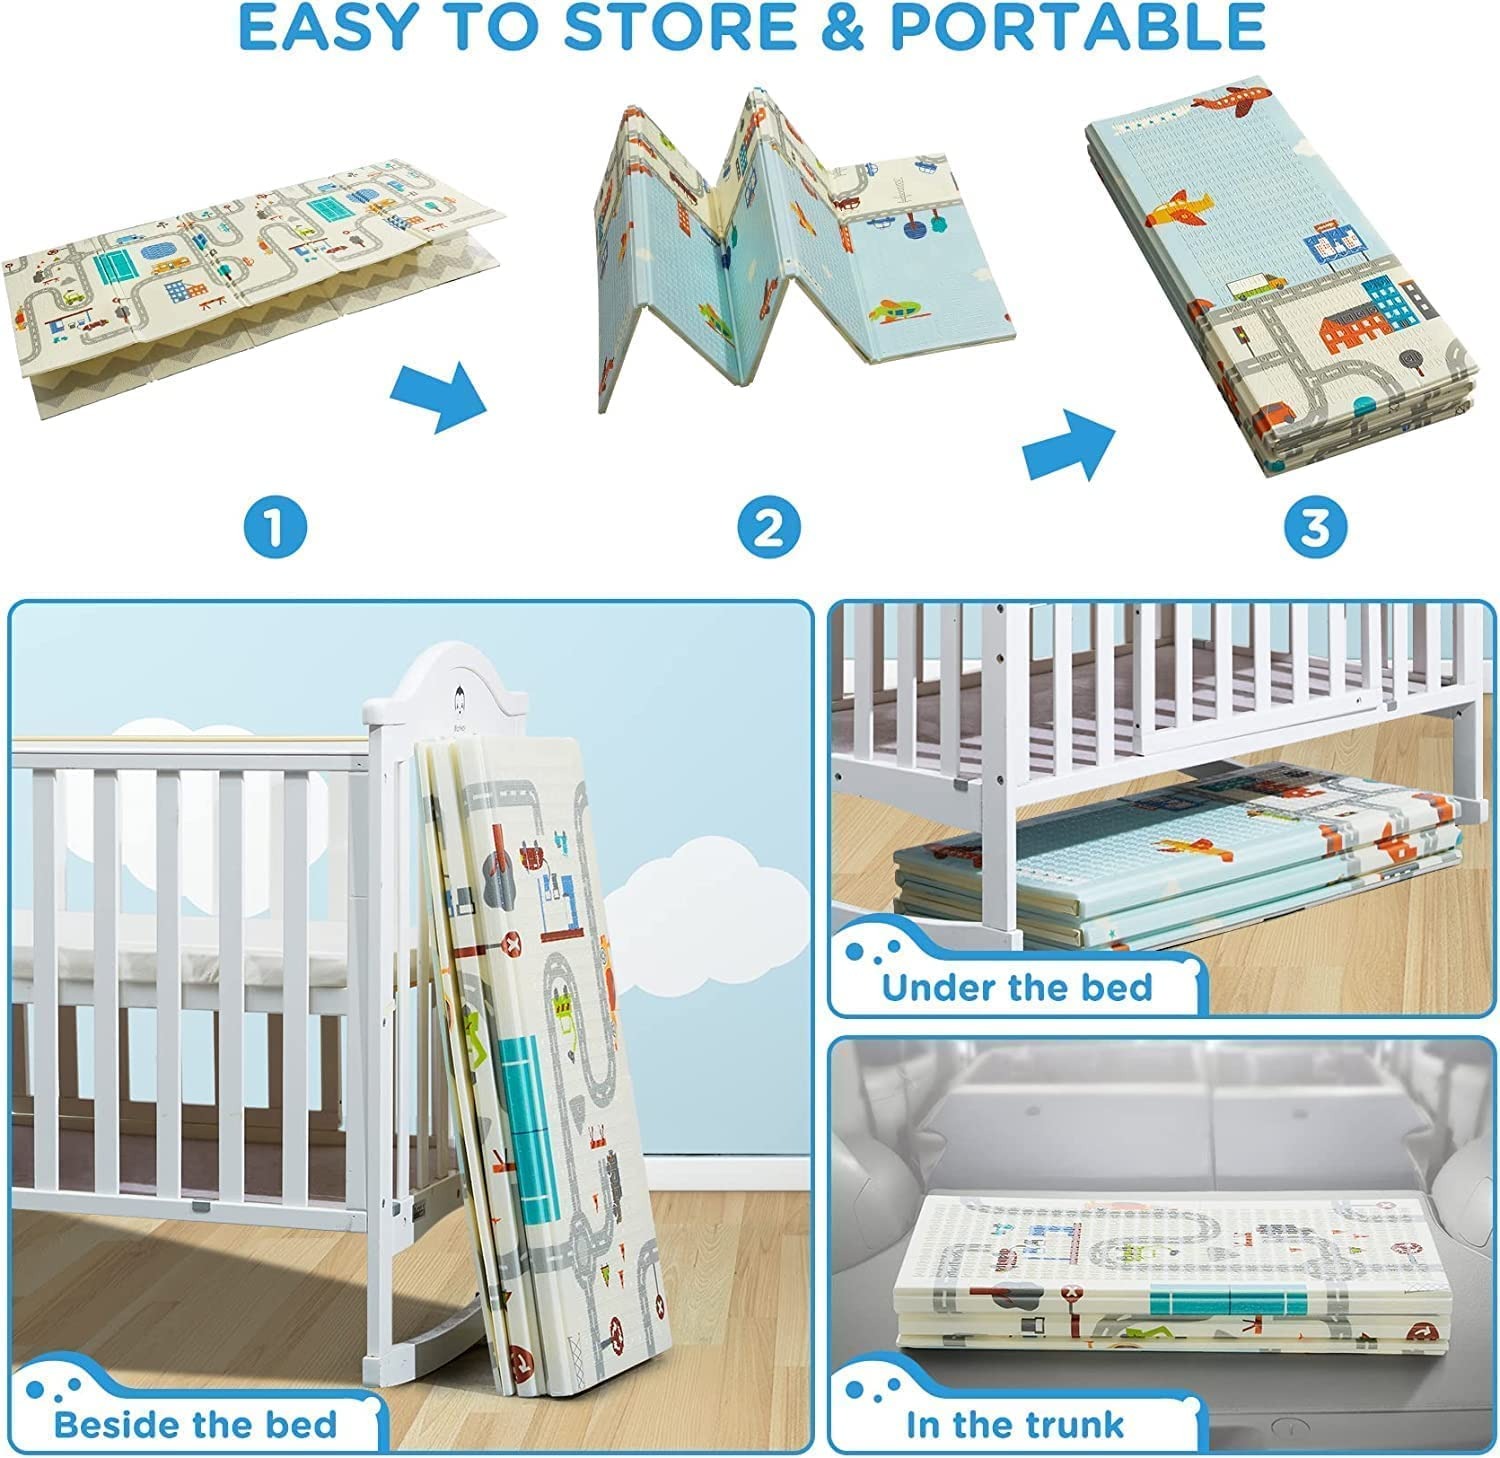 EASY TO STORE & PORTABLE
1
2
3
Under the bed
Beside the bed
In the trunk